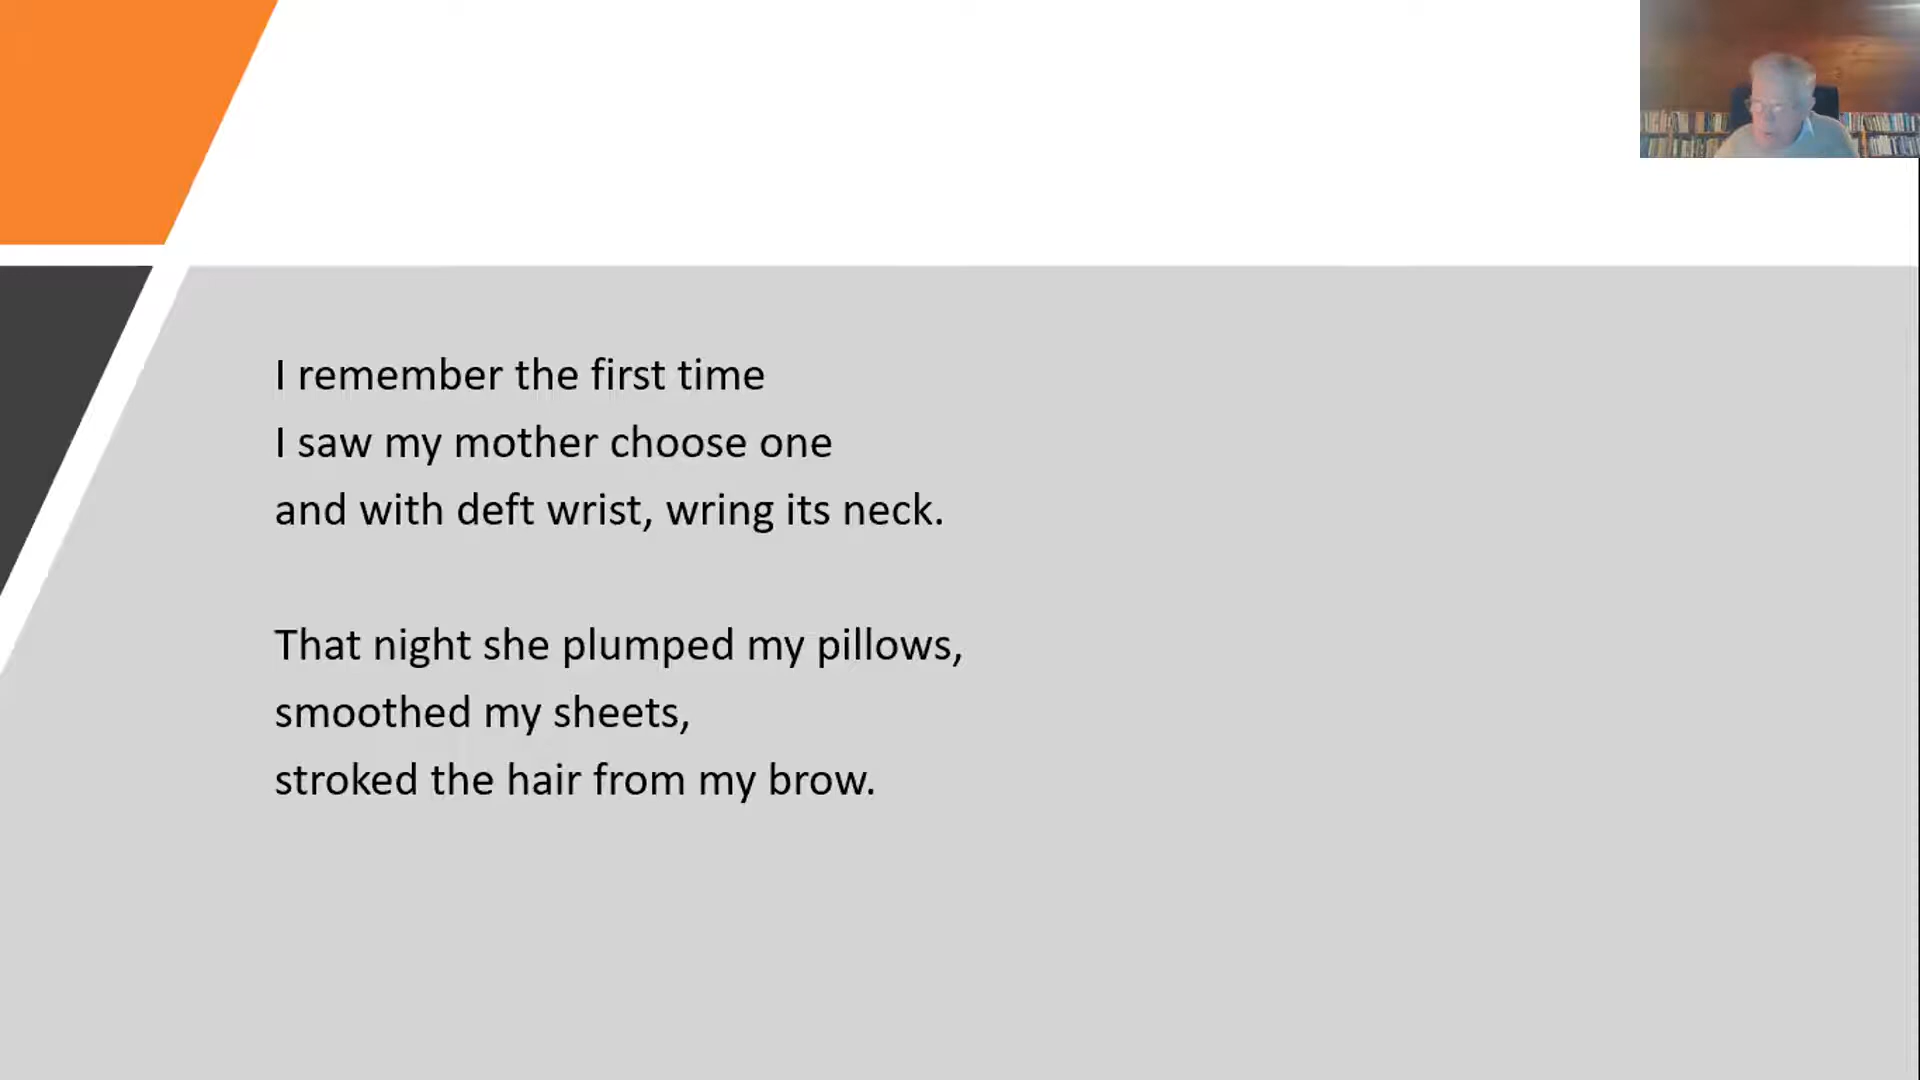 I remember the first time
I saw my mother choose one
and with deft wrist, wring its neck.
That night she plumped my pillows,
smoothed my sheets,
stroked the hair from my brow.